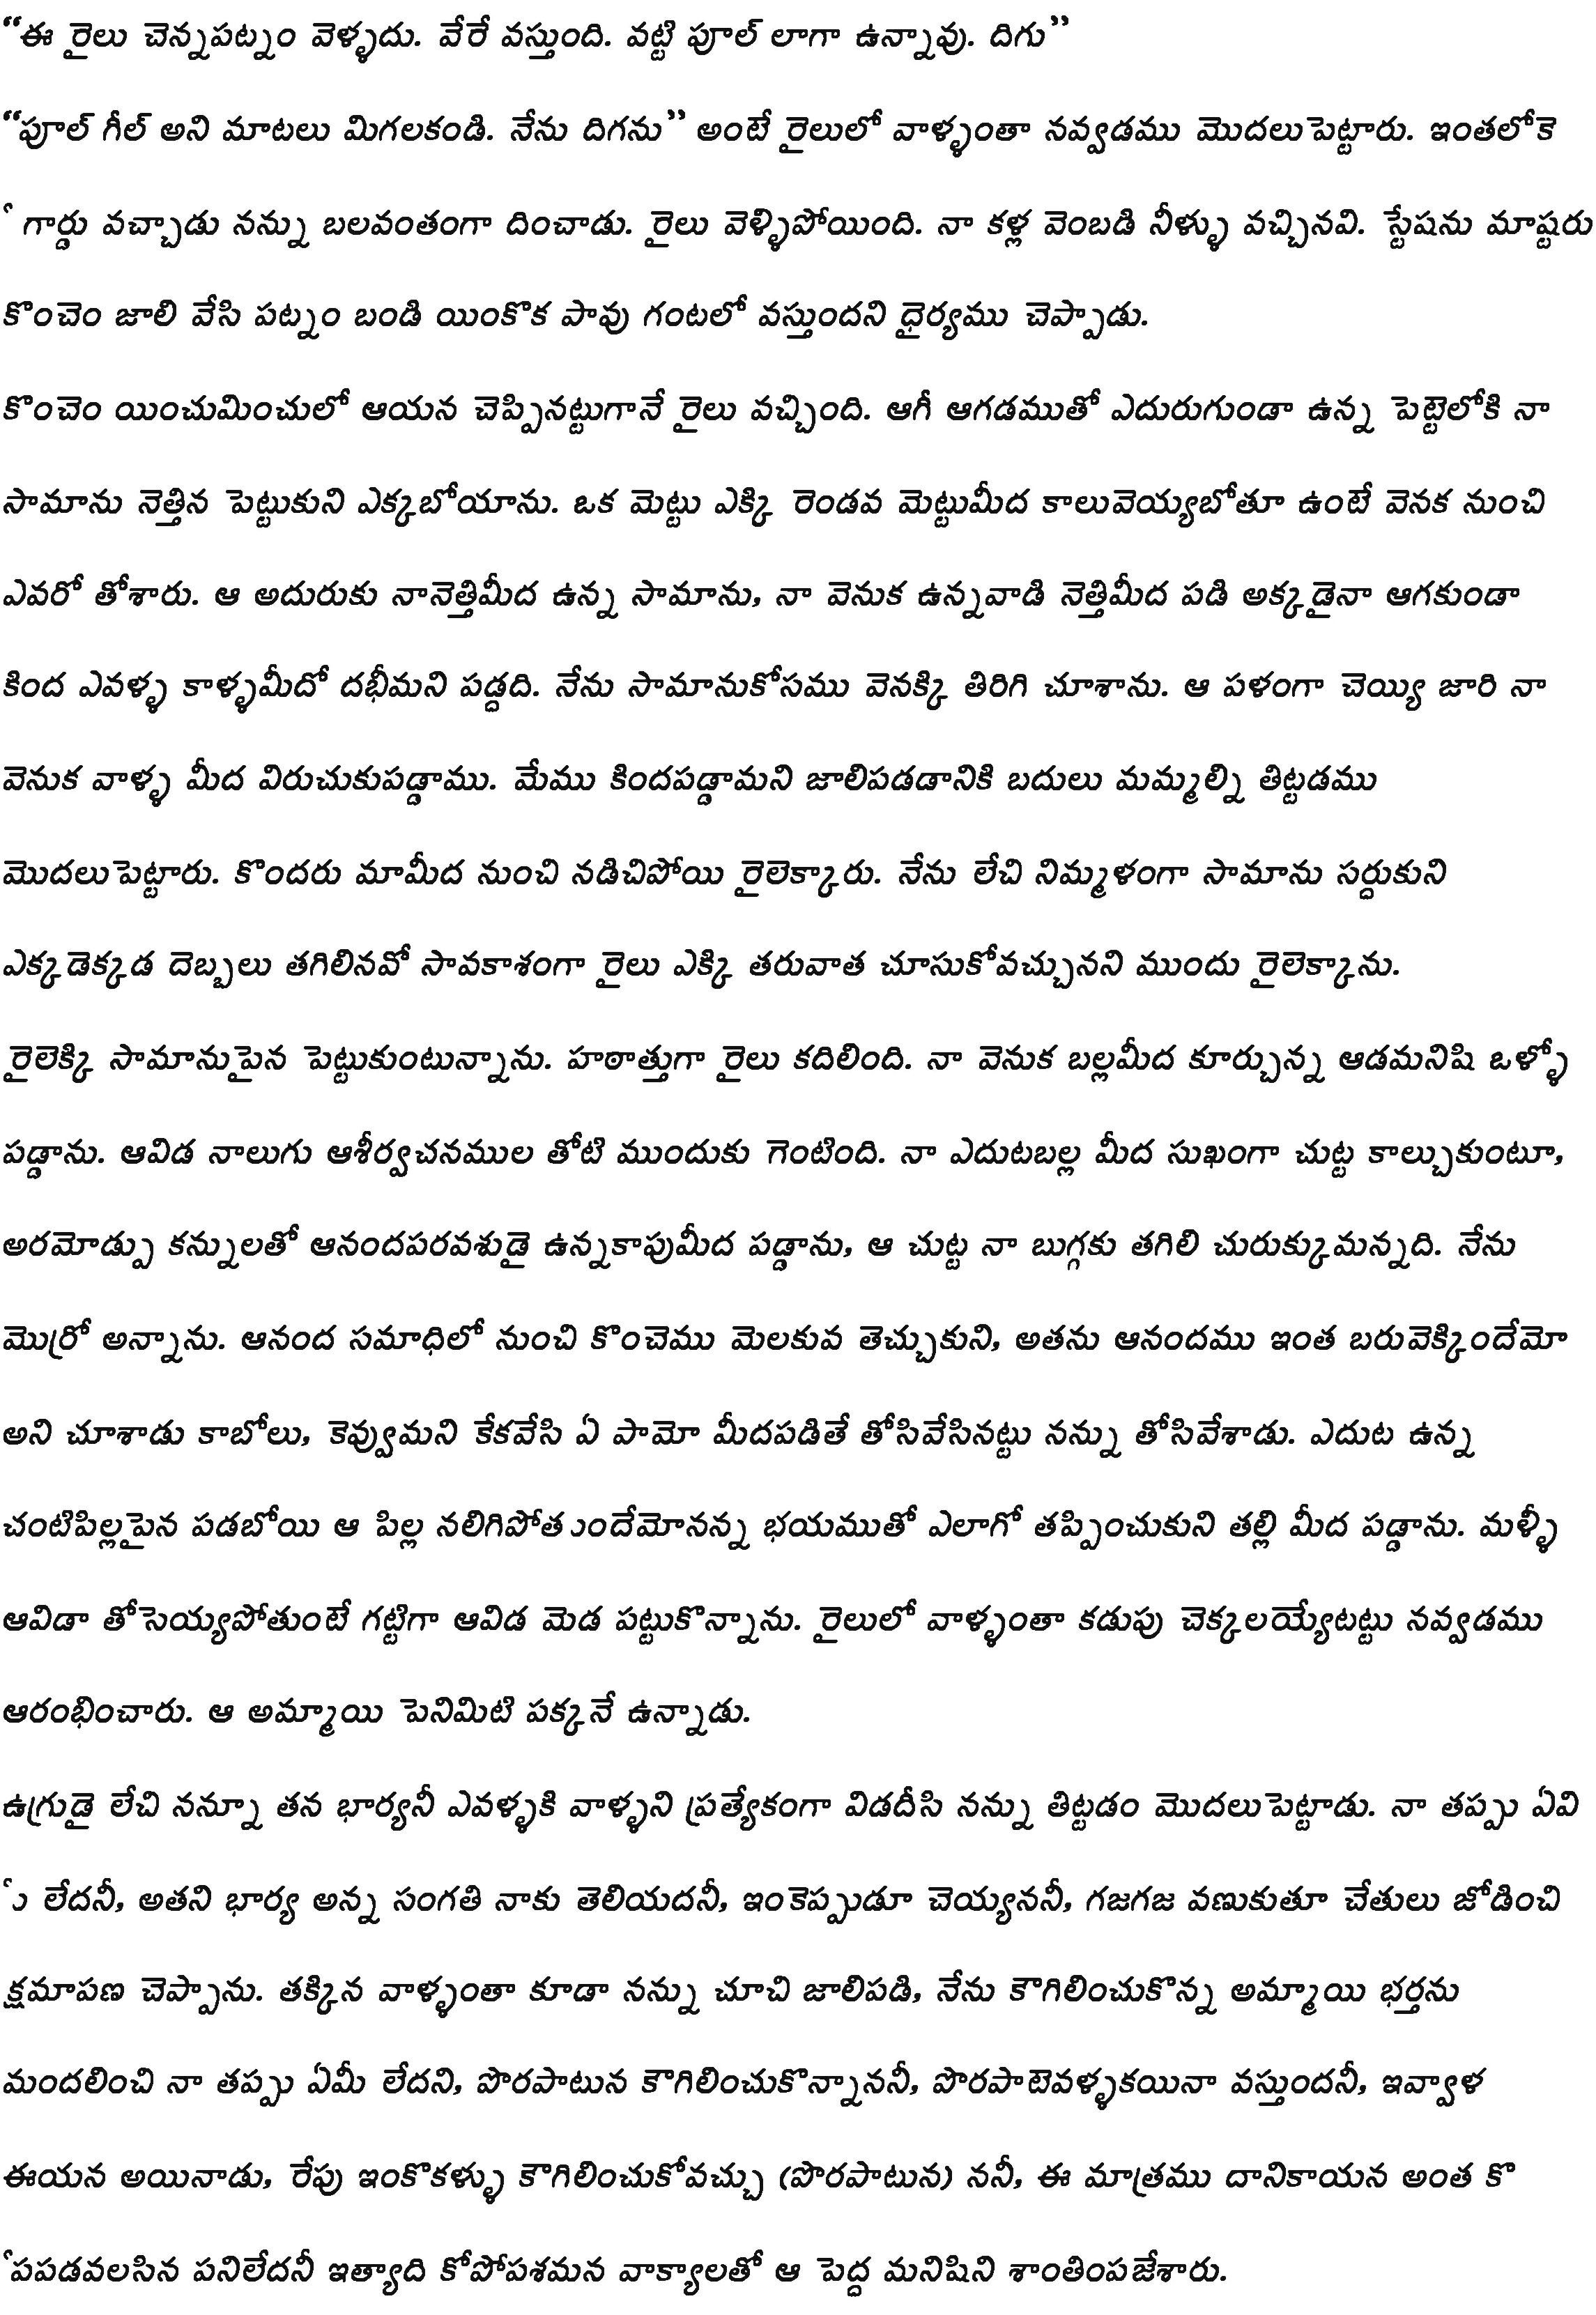 “ఈ రైలు చెన్నపట్నం వెళ్ళదు. వేరే వస్తుంది. వట్టి ఫూల్ లాగా ఉన్నావు. దిగు”
“ఫూల్ గీల్ అని మాటలు మిగలకండి. నేను దిగను” అంటే రైలులో వాళ్ళంతా నవ్వడము మొదలుపెట్టారు. ఇంతలోకె
ˋ గార్డు వచ్చాడు నన్ను బలవంతంగా దించాడు. రైలు వెళ్ళిపోయింది. నా కళ్ల వెంబడి నీళ్ళు వచ్చినవి. స్టేషను మాష్టరు
కొంచెం జాలి వేసి పట్నం బండి యింకొక పావు గంటలో వస్తుందని ధైర్యము చెప్పాడు.
కొంచెం యించుమించులో ఆయన చెప్పినట్టుగానే రైలు వచ్చింది. ఆగీ ఆగడముతో ఎదురుగుండా ఉన్న పెట్టెలోకి నా
సామాను నెత్తిన పెట్టుకుని ఎక్కబోయాను. ఒక మెట్టు ఎక్కి రెండవ మెట్టుమీద కాలువెయ్యబోతూ ఉంటే వెనక నుంచి
ఎవరో తోశారు. ఆ అదురుకు నానెత్తిమీద ఉన్న సామాను, నా వెనుక ఉన్నవాడి నెత్తిమీద పడి అక్కడైనా ఆగకుండా
కింద ఎవళ్ళ కాళ్ళమీదో దభీమని పడ్డది. నేను సామానుకోసము వెనక్కి తిరిగి చూశాను. ఆ పళంగా చెయ్యి జారి నా
వెనుక వాళ్ళ మీద విరుచుకుపడ్డాము. మేము కిందపడ్డామని జాలిపడడానికి బదులు మమ్మల్ని తిట్టడము
మొదలుపెట్టారు. కొందరు మామీద నుంచి నడిచిపోయి రైలెక్కారు. నేను లేచి నిమ్మళంగా సామాను సర్దుకుని
ఎక్కడెక్కడ దెబ్బలు తగిలినవో సావకాశంగా రైలు ఎక్కి తరువాత చూసుకోవచ్చునని ముందు రైలెక్కాను.
రైలెక్కి సామానుపైన పెట్టుకుంటున్నాను. హఠాత్తుగా రైలు కదిలింది. నా వెనుక బల్లమీద కూర్చున్న ఆడమనిషి ఒళ్ళో
పడ్డాను. ఆవిడ నాలుగు ఆశీర్వచనముల తోటి ముందుకు గెంటింది. నా ఎదుటబల్ల మీద సుఖంగా చుట్ట కాల్చుకుంటూ,
అరమోడ్పు కన్నులతో ఆనందపరవశుడై ఉన్నకాపుమీద పడ్డాను, ఆ చుట్ట నా బుగ్గకు తగిలి చురుక్కుమన్నది. నేను
మొర్రో అన్నాను. ఆనంద సమాధిలో నుంచి కొంచెము మెలకువ తెచ్చుకుని, అతను ఆనందము ఇంత బరువెక్కిందేమో
అని చూశాడు కాబోలు, కెవ్వుమని కేకవేసి ఏ పామో మీదపడితే తోసివేసినట్టు నన్ను తోసివేశాడు. ఎదుట ఉన్న
చంటిపిల్లపైన పడబోయి ఆ పిల్ల నలిగిపోత ుందేమోనన్న భయముతో ఎలాగో తప్పించుకుని తల్లి మీద పడ్డాను. మళ్ళీ
ఆవిడా తోసెయ్యపోతుంటే గట్టిగా ఆవిడ మెడ పట్టుకొన్నాను. రైలులో వాళ్ళంతా కడుపు చెక్కలయ్యేటట్టు నవ్వడము
ఆరంభించారు. ఆ అమ్మాయి పెనిమిటి పక్కనే ఉన్నాడు.
ఉగ్రుడై లేచి నన్నూ తన భార్యనీ ఎవళ్ళకి వాళ్ళని ప్రత్యేకంగా విడదీసి నన్ను తిట్టడం మొదలుపెట్టాడు. నా తప్పు ఏవి
ు లేదనీ, అతని భార్య అన్న సంగతి నాకు తెలియదనీ, ఇంకెప్పుడూ చెయ్యననీ, గజగజ వణుకుతూ చేతులు జోడించి
క్షమాపణ చెప్పాను. తక్కిన వాళ్ళంతా కూడా నన్ను చూచి జాలిపడి, నేను కౌగిలించుకొన్న అమ్మాయి భర్తను
మందలించి నా తప్పు ఏమీ లేదని, పొరపాటున కౌగిలించుకొన్నాననీ, పొరపాటెవళ్ళకయినా వస్తుందనీ, ఇవ్వాళ
ఈయన అయినాడు, రేపు ఇంకొకళ్ళు కౌగిలించుకోవచ్చు (పొరపాటున) ననీ, ఈ మాత్రము దానికాయన అంత కొ
ˋపపడవలసిన పనిలేదనీ ఇత్యాది కోపోపశమన వాక్యాలతో ఆ పెద్ద మనిషిని శాంతింపజేశారు.